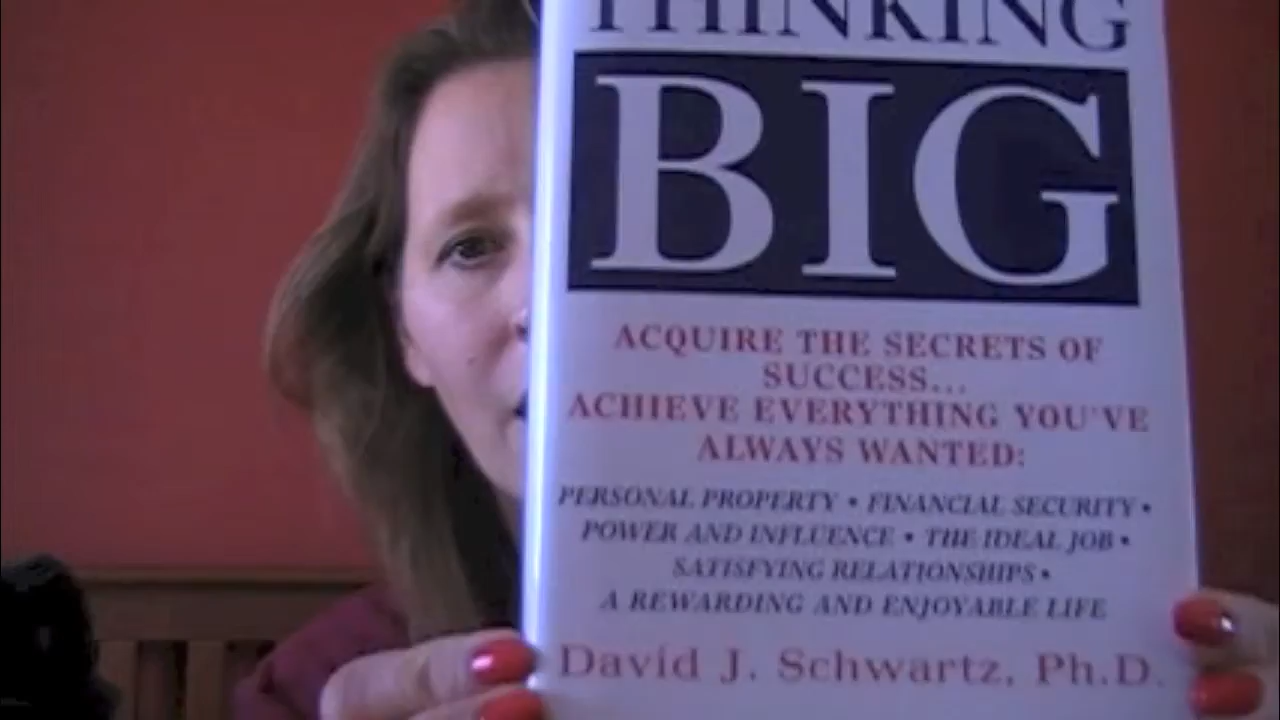 THINKING
BIG
ACQUIRE THE SECRETS OF
SUCCESS...
ACHIEVE EVERYTHING YOU'VE
ALWAYS WANTED:
PERSONAL PROPERTY • FINANCIAL SECURITY •
POWER AND INFLUENCE • THE IDEAL JOB •
SATISFYING RELATIONSHIPS •
A REWARDING AND ENJOYABLE LIFE
David J. Schwartz, Ph.D.